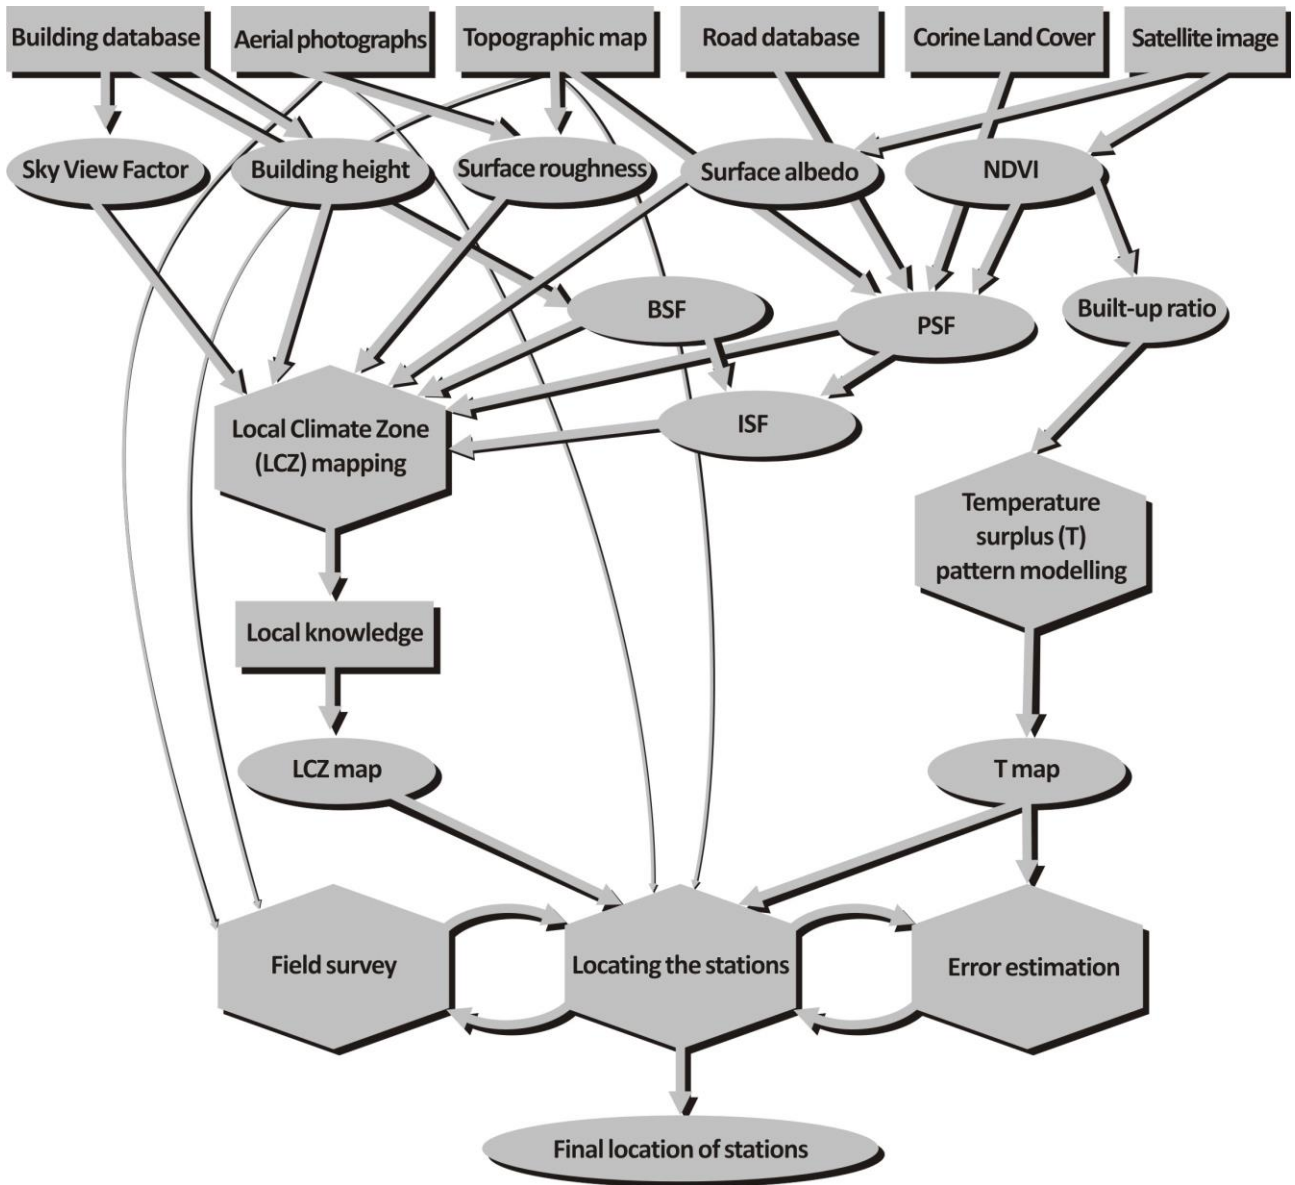 Building database
Aerial photographs
Topographic map
Road database
Corine Land Cover
Satellite image
Sky View Factor
Building height
Surface roughness
Surface albedo
NDVI
BSF
PSF
Built-up ratio
ISF
Local Climate Zone
(LCZ) mapping
Temperature
surplus (T)
pattern modelling
Local knowledge
LCZ map
T map
Field survey
Locating the stations
Error estimation
Final location of stations